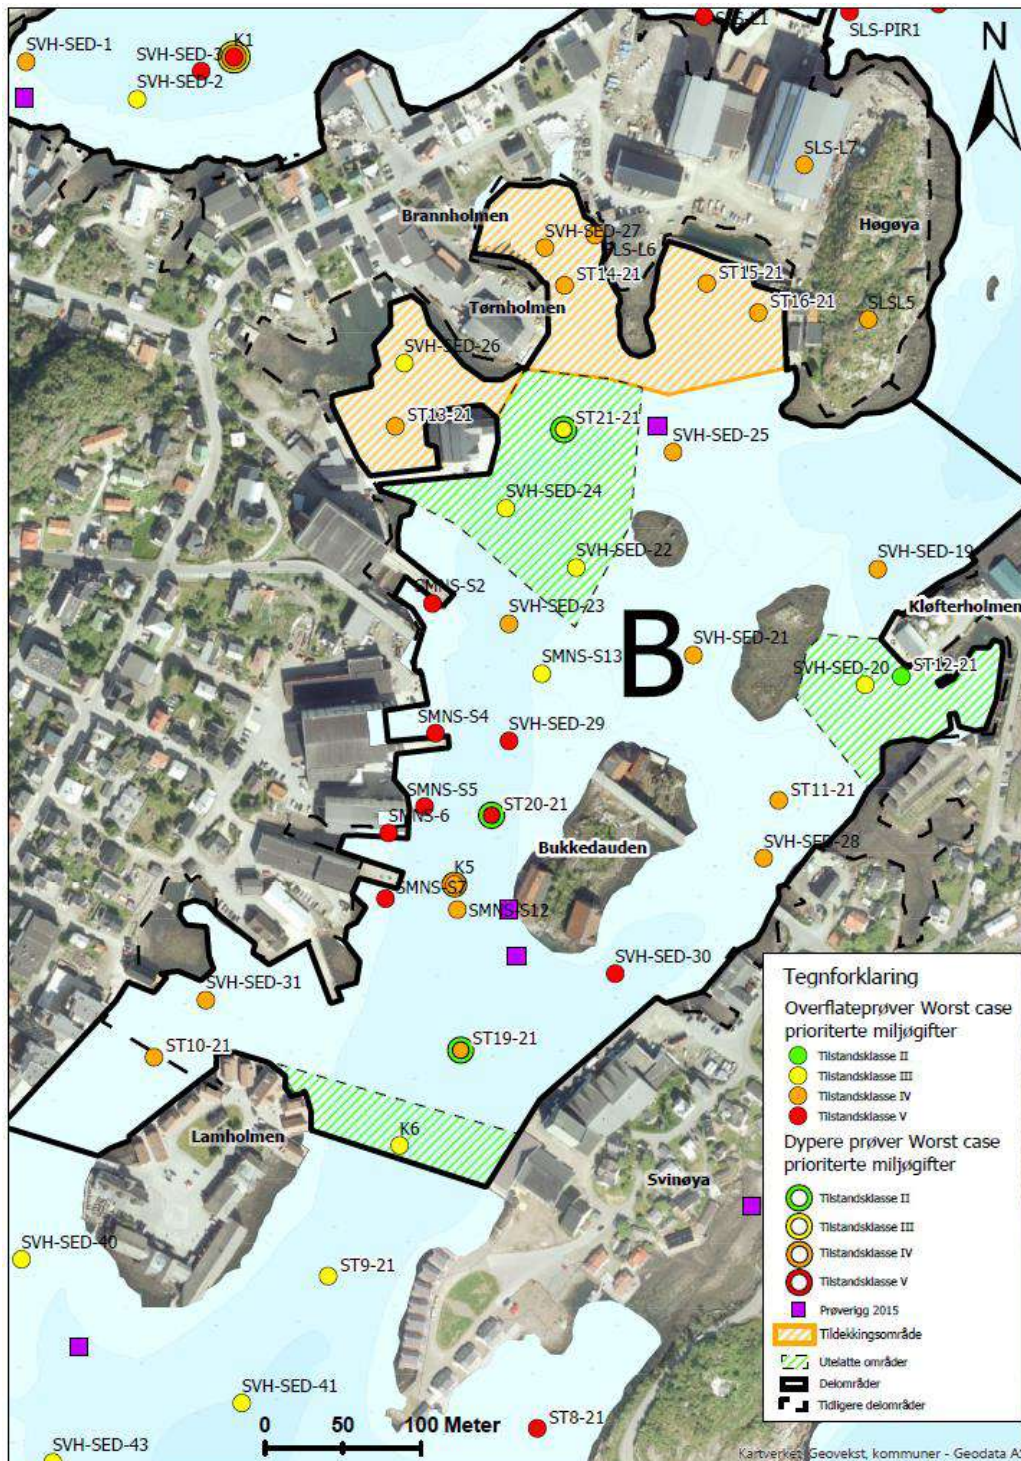 SLS-L1
SVH-SED-1
SVH-SED-3
K1
SLS-PIR1
N
SVH-SED-2
SLS-L7
Brannholmen
Høgøya
SVH-SED-27
SLS-L6
ST14-21
ST15-21
Tørnholmen
ST16-21
SLSL5
SVH-SED-26
ST13-21
ST21-21
SVH-SED-25
SVH-SED-24
SVH-SED-22
SVH-SED-19
SMNS-S2
Kløfterholmen
SVH-SED-23
B
SVH-SED-21
SMNS-S13
SVH-SED-20
ST12-21
SMNS-S4
SVH-SED-29
SMNS-S5
ST20-21
ST11-21
SMNS-6
Bukkedauden
SVH-SED-28
K5
SMNS-S7
SMNS-S12
SVH-SED-30
SVH-SED-31
ST10-21
ST19-21
Lamholmen
K6
Svinøya
SVH-SED-40
ST9-21
SVH-SED-41
ST8-21
SVH-SED-43
0 50 100 Meter
Tegnforklaring
Overflateprøver Worst case
prioriterte miljøgifter
Tilstandsklasse II
Tilstandsklasse III
Tilstandsklasse IV
Tilstandsklasse V
Dypere prøver Worst case
prioriterte miljøgifter
Tilstandsklasse II
Tilstandsklasse III
Tilstandsklasse IV
Tilstandsklasse V
Prøverigg 2015
Tildekkingsområde
Utelatte områder
Delområder
Tidligere delområder
Kartverket, Geovekst, kommuner - Geodata AS